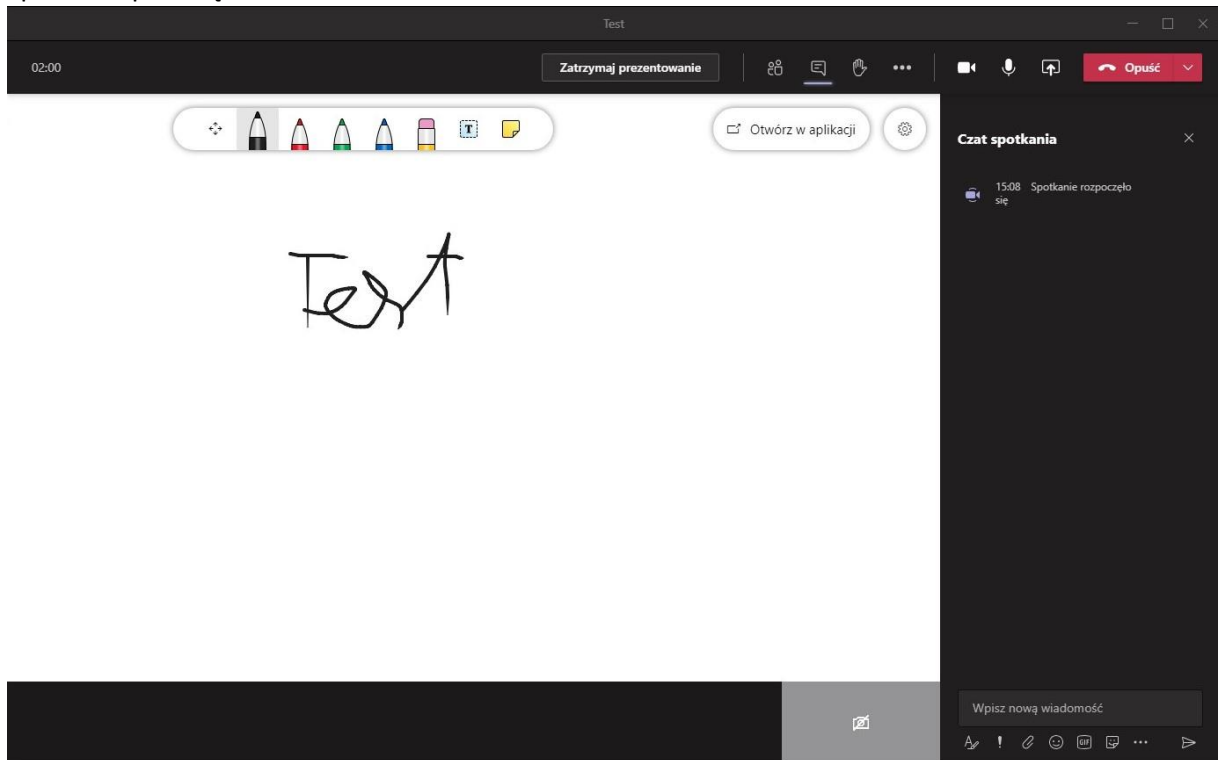 Test
02:00 Zatrzymaj prezentowanie Opuść
T Otwórz w aplikacji
Czat spotkania
15:08 Spotkanie rozpoczęło
się
Test
Wpisz nową wiadomość
GIF